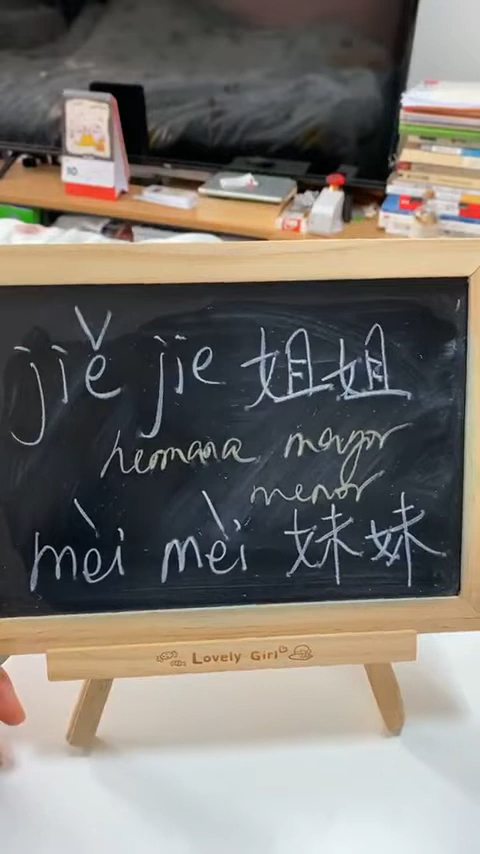 jiě jie 姐姐
hermana mayor
menor
mèi mèi 妹妹
Lovely Girl